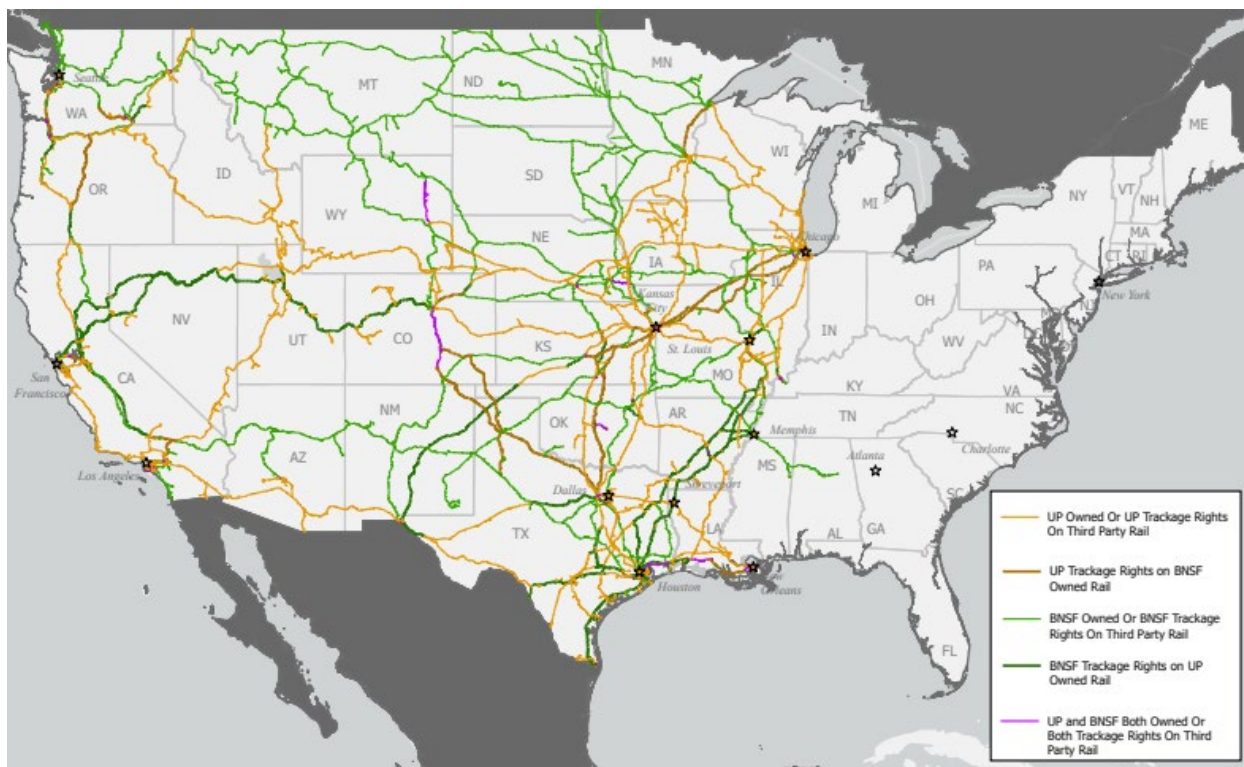 ME
MN
Seattle
MT
ND
WA
WI
VT
NH
NY
SD
OR
ID
MI
MA
WY
CT
RI
Chicago
NE
IA
PA
New York
NJ
Kansas
City
IL
OH
IN
NV
UT
CO
KS
WV
St. Louis
MO
San
Francisco
CA
KY
VA
NC
NM
OK
AR
TN
Memphis
Charlotte
AZ
Los Angeles
MS
Atlanta
Dallas
Shreveport
SC
TX
LA
AL
GA
Houston
Orleans
FL
UP Owned Or UP Trackage Rights
On Third Party Rail
UP Trackage Rights on BNSF
Owned Rail
BNSF Owned Or BNSF Trackage
Rights On Third Party Rail
BNSF Trackage Rights on UP
Owned Rail
UP and BNSF Both Owned Or
Both Trackage Rights On Third
Party Rail